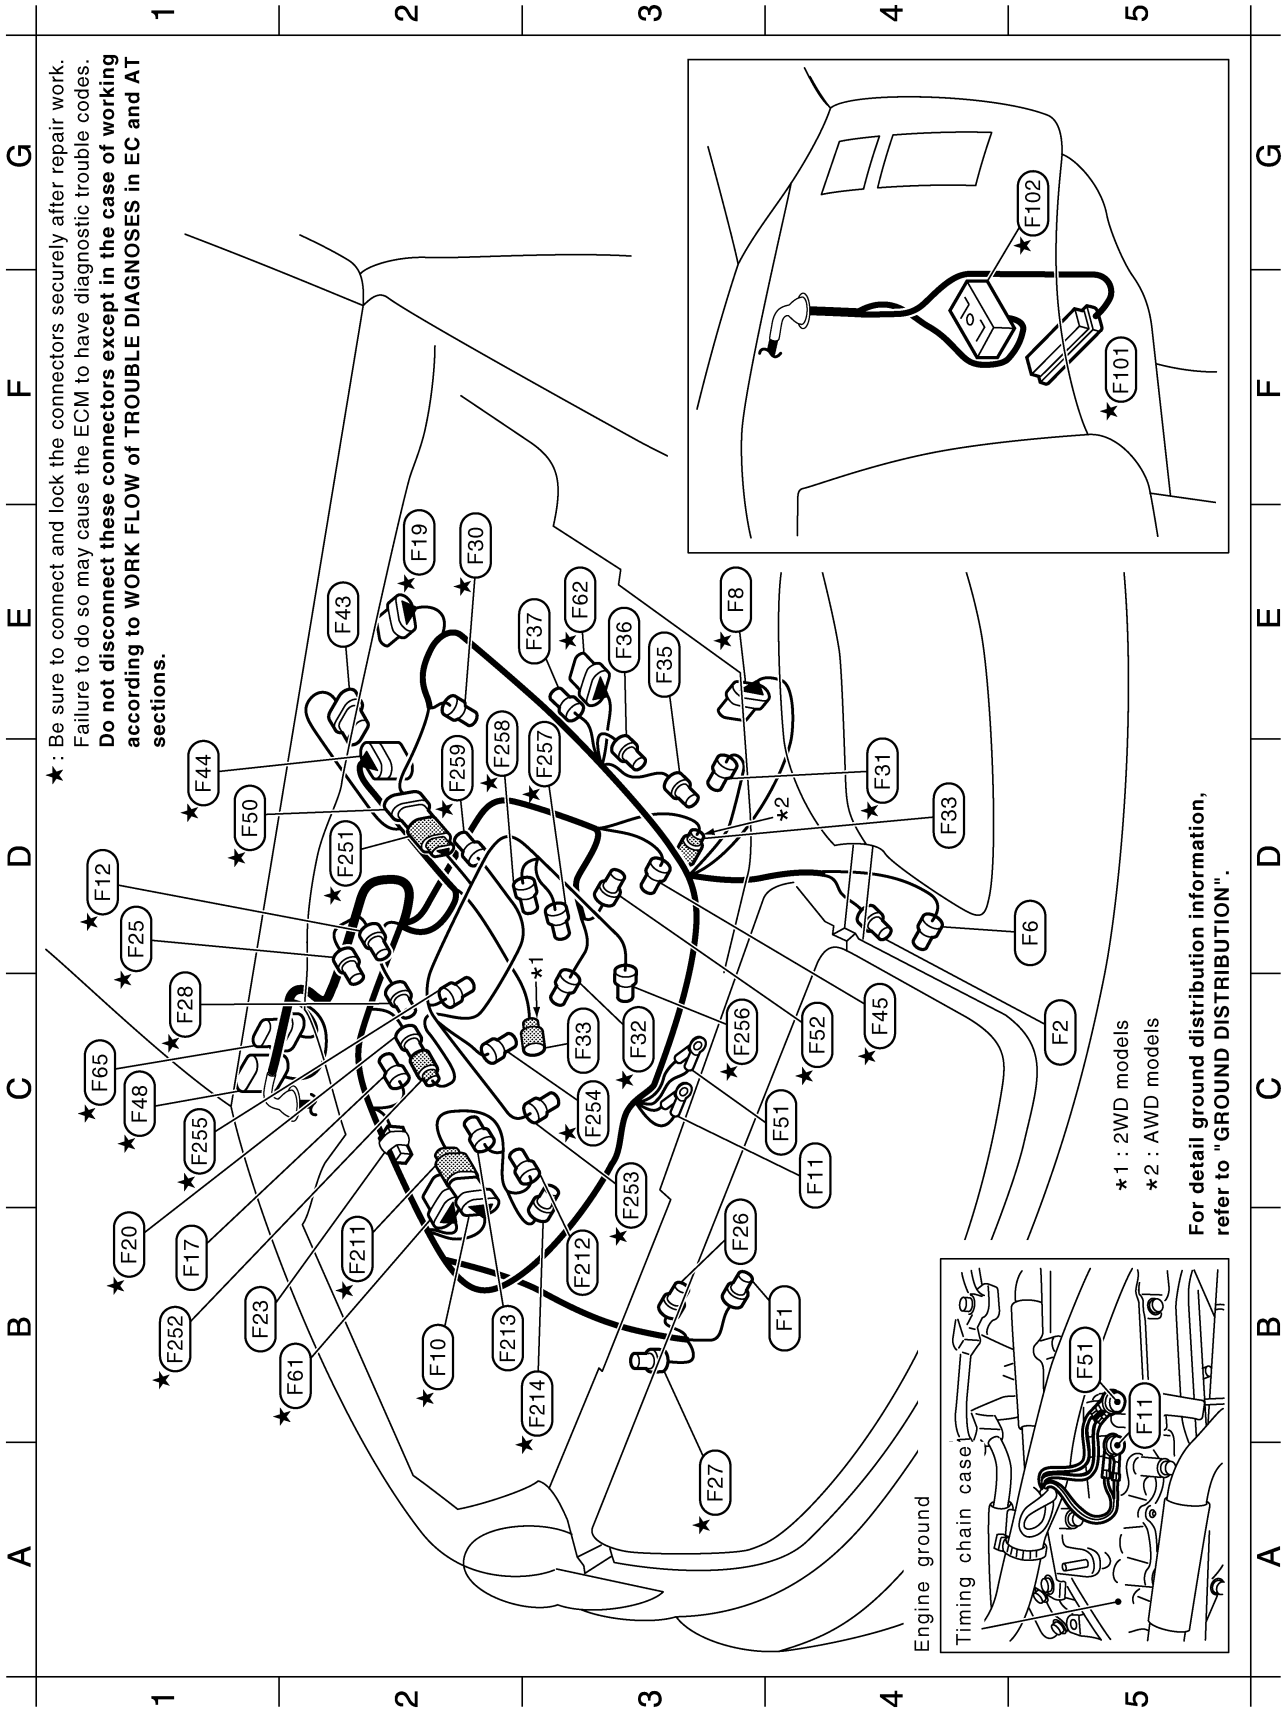 1
2
3
4
5
G
F
E
D
C
B
A
★ : Be sure to connect and lock the connectors securely after repair work.
Failure to do so may cause the ECM to have diagnostic trouble codes.
Do not disconnect these connectors except in the case of working
according to WORK FLOW of TROUBLE DIAGNOSES in EC and AT
sections.
★ F102
★ F101
F43
★ F19
★ F30
F37
★ F62
F36
F35
★ F8
★ F44
★ F50
★ F251
★ F259
★ F258
★ F257
★ F31
F33
*2
★ F12
★ F25
★ F28
★ F65
★ F48
★ F255
★ F20
F17
★ F252
F23
★ F211
★ F61
★ F10
F213
★ F214
F212
★ F253
★ F254
F33
*1
★ F32
★ F256
★ F52
★ F45
F6
F2
F51
F11
F26
F1
★ F27
*1 : 2WD models
*2 : AWD models
For detail ground distribution information,
refer to "GROUND DISTRIBUTION".
Engine ground
Timing chain case
F51
F11
1
2
3
4
5
G
F
E
D
C
B
A